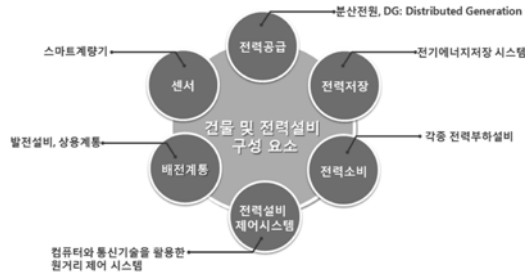 분산전원, DG: Distributed Generation
전력공급
스마트계량기
전기에너지저장 시스템
센서
전력저장
건물 및 전력설비
구성 요소
발전설비, 상용계통
각종 전력부하설비
배전계통
전력소비
전력설비
제어시스템
컴퓨터와 통신기술을 활용한
원거리 제어 시스템